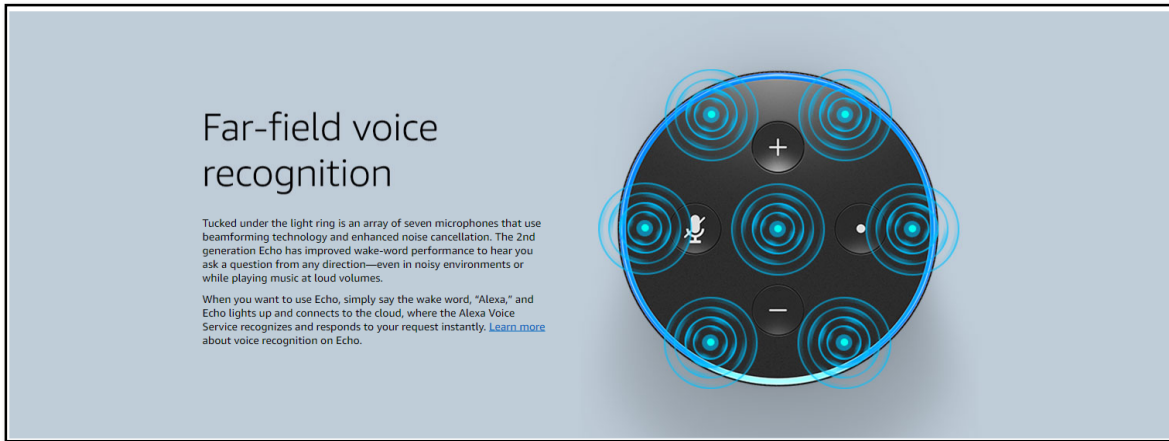 Far-field voice
recognition
Tucked under the light ring is an array of seven microphones that use
beamforming technology and enhanced noise cancellation. The 2nd
generation Echo has improved wake-word performance to hear you
ask a question from any direction—even in noisy environments or
while playing music at loud volumes.
When you want to use Echo, simply say the wake word, “Alexa,” and
Echo lights up and connects to the cloud, where the Alexa Voice
Service recognizes and responds to your request instantly. Learn more
about voice recognition on Echo.